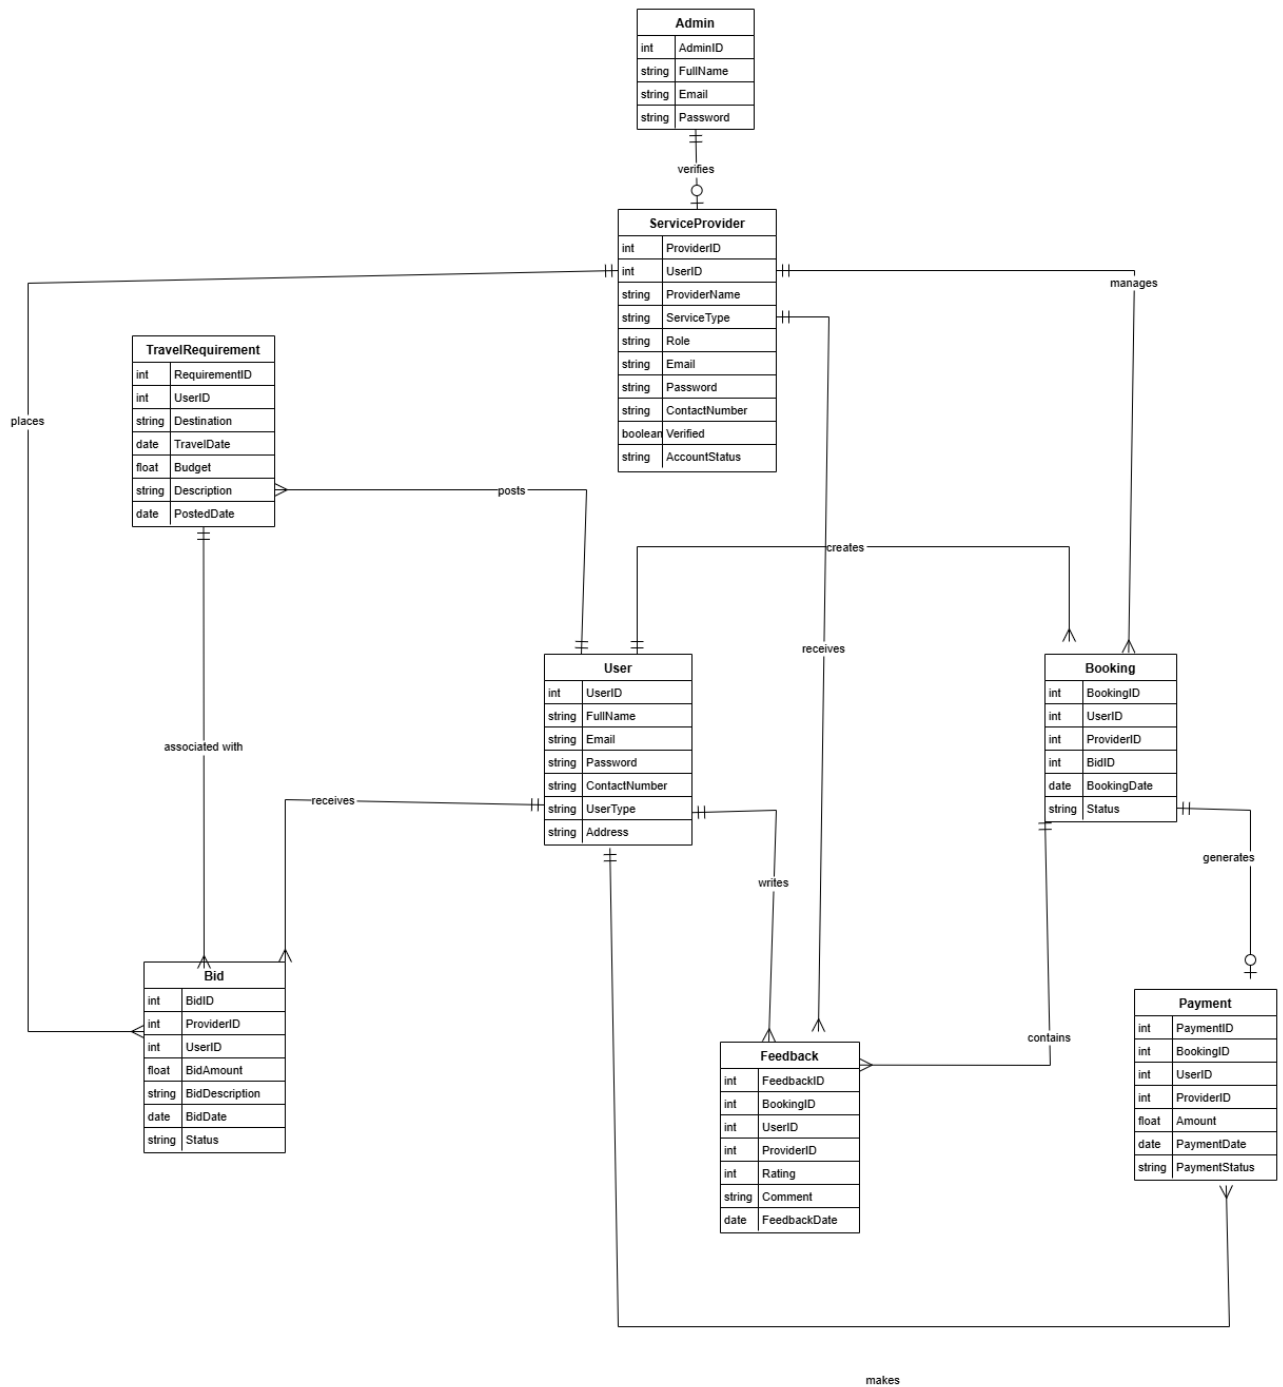 Admin
int AdminID
string FullName
string Email
string Password
verifies
ServiceProvider
int ProviderID
int UserID
string ProviderName
string ServiceType
string Role
string Email
string Password
string ContactNumber
boolean Verified
string AccountStatus
manages
places
TravelRequirement
int RequirementID
int UserID
string Destination
date TravelDate
float Budget
string Description
date PostedDate
posts
creates
receives
User
int UserID
string FullName
string Email
string Password
string ContactNumber
string UserType
string Address
Booking
int BookingID
int UserID
int ProviderID
int BidID
date BookingDate
string Status
associated with
receives
writes
generates
contains
Bid
int BidID
int ProviderID
int UserID
float BidAmount
string BidDescription
date BidDate
string Status
Feedback
int FeedbackID
int BookingID
int UserID
int ProviderID
int Rating
string Comment
date FeedbackDate
Payment
int PaymentID
int BookingID
int UserID
int ProviderID
float Amount
date PaymentDate
string PaymentStatus
makes